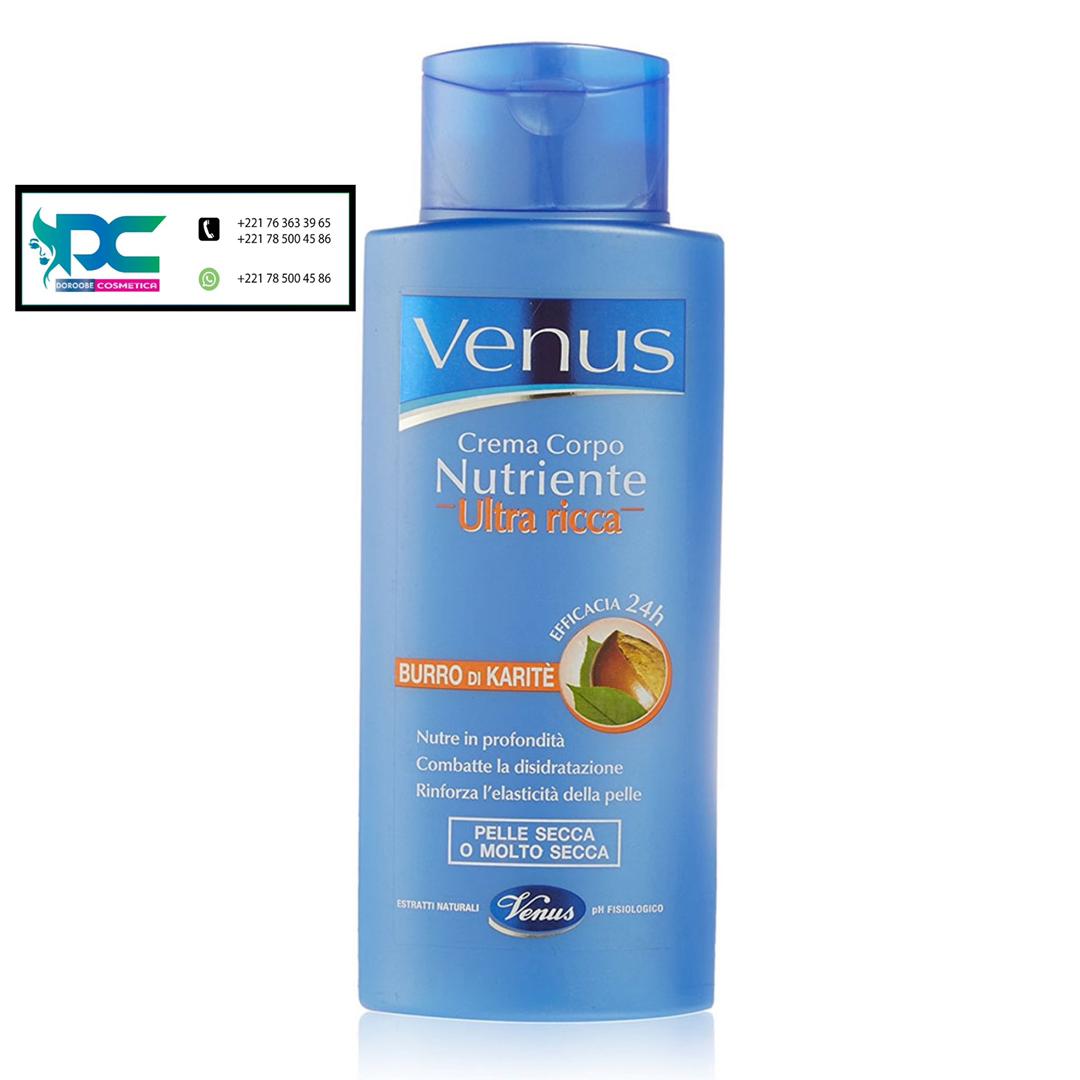 DC
DOROOBE COSMETICA
+221 76 363 39 65
+221 78 500 45 86
+221 78 500 45 86
Venus
Crema Corpo
Nutriente
Ultra ricca
EFFICACIA 24h
BURRO DI KARITÈ
Nutre in profondità
Combatte la disidratazione
Rinforza l'elasticità della pelle
PELLE SECCA
O MOLTO SECCA
ESTRATTI NATURALI Venus pH FISIOLOGICO